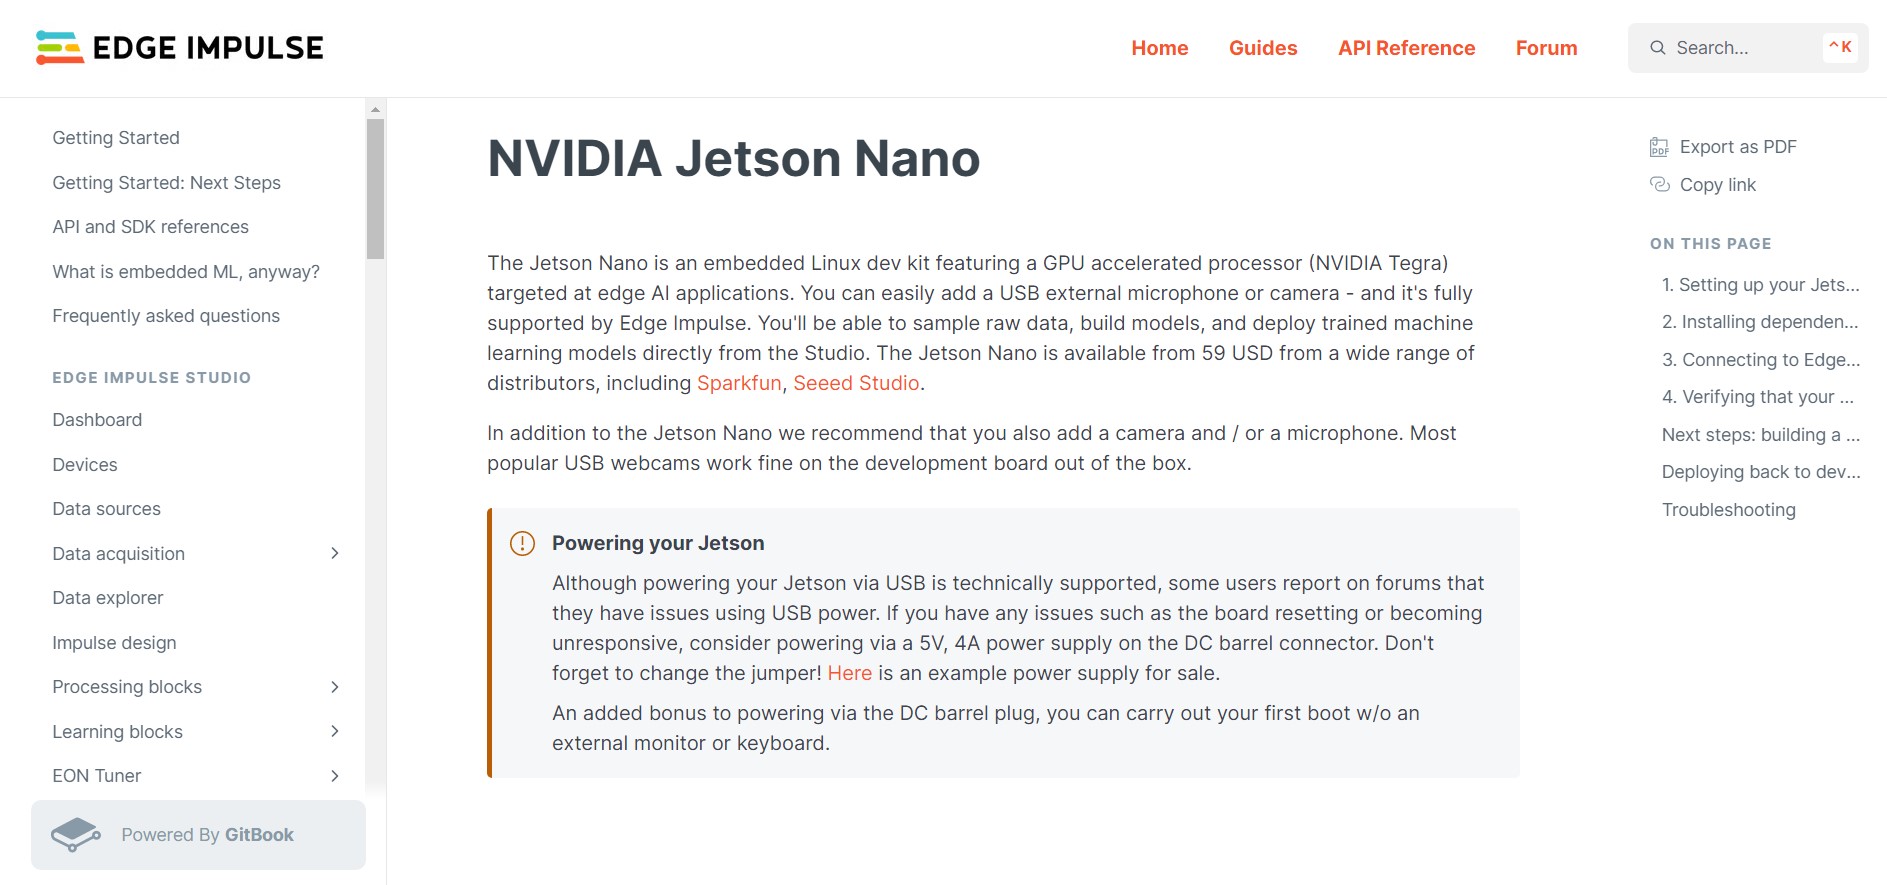 EDGE IMPULSE
Home
Guides
API Reference
Forum
Search...
^K
Getting Started
Getting Started: Next Steps
API and SDK references
What is embedded ML, anyway?
Frequently asked questions
EDGE IMPULSE STUDIO
Dashboard
Devices
Data sources
Data acquisition
Data explorer
Impulse design
Processing blocks
Learning blocks
EON Tuner
Powered By GitBook
NVIDIA Jetson Nano
The Jetson Nano is an embedded Linux dev kit featuring a GPU accelerated processor (NVIDIA Tegra)
targeted at edge AI applications. You can easily add a USB external microphone or camera - and it's fully
supported by Edge Impulse. You'll be able to sample raw data, build models, and deploy trained machine
learning models directly from the Studio. The Jetson Nano is available from 59 USD from a wide range of
distributors, including Sparkfun, Seeed Studio.
In addition to the Jetson Nano we recommend that you also add a camera and / or a microphone. Most
popular USB webcams work fine on the development board out of the box.
Powering your Jetson
Although powering your Jetson via USB is technically supported, some users report on forums that
they have issues using USB power. If you have any issues such as the board resetting or becoming
unresponsive, consider powering via a 5V, 4A power supply on the DC barrel connector. Don't
forget to change the jumper! Here is an example power supply for sale.
An added bonus to powering via the DC barrel plug, you can carry out your first boot w/o an
external monitor or keyboard.
PDF
Export as PDF
Copy link
ON THIS PAGE
1. Setting up your Jets...
2. Installing dependen...
3. Connecting to Edge...
4. Verifying that your ...
Next steps: building a ...
Deploying back to dev...
Troubleshooting